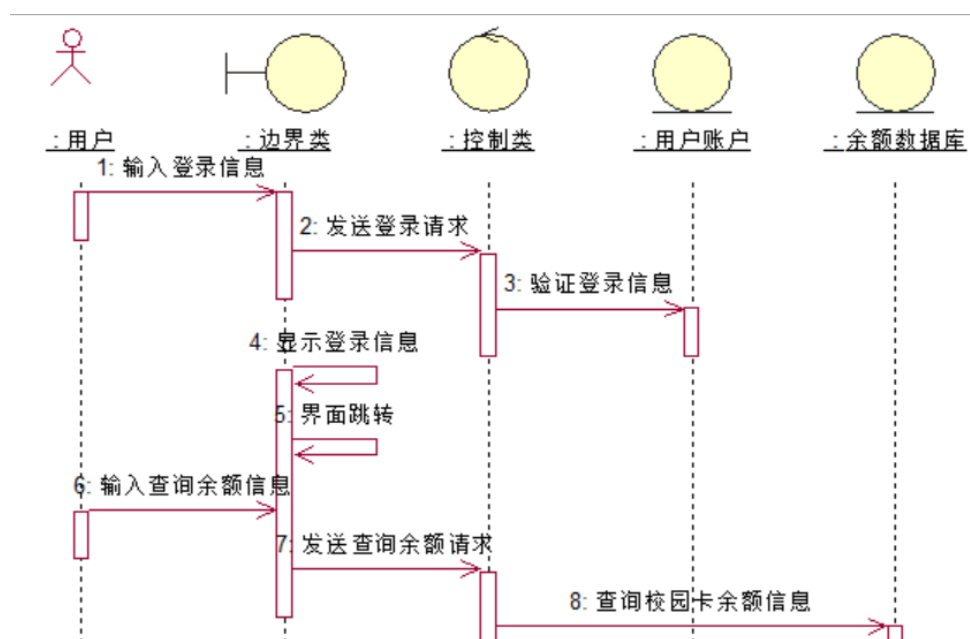 : 用户
: 边界类
: 控制类
: 用户账户
: 余额数据库
1: 输入登录信息
2: 发送登录请求
3: 验证登录信息
4: 显示登录信息
5: 界面跳转
6: 输入查询余额信息
7: 发送查询余额请求
8: 查询校园卡余额信息